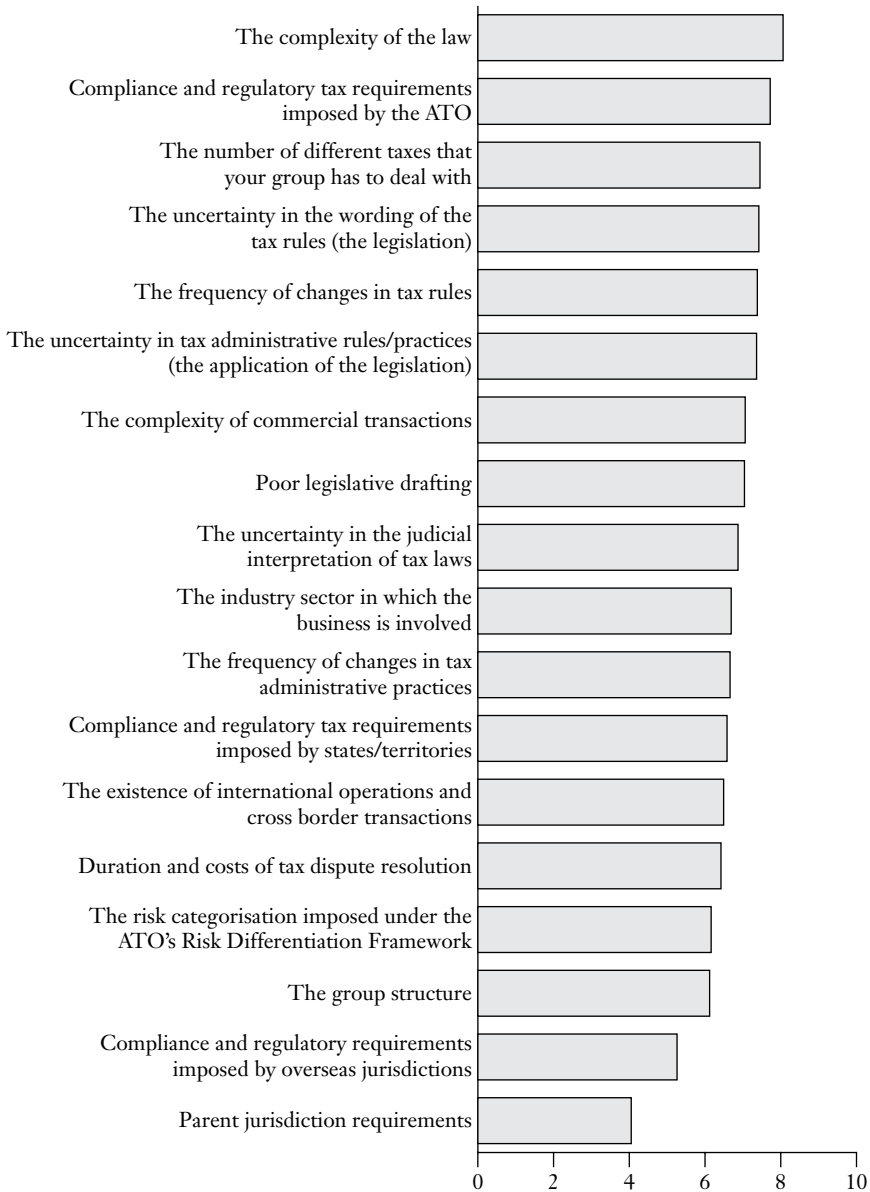 The complexity of the law
Compliance and regulatory tax requirements
imposed by the ATO
The number of different taxes that
your group has to deal with
The uncertainty in the wording of the
tax rules (the legislation)
The frequency of changes in tax rules
The uncertainty in tax administrative rules/practices
(the application of the legislation)
The complexity of commercial transactions
Poor legislative drafting
The uncertainty in the judicial
interpretation of tax laws
The industry sector in which the
business is involved
The frequency of changes in tax
administrative practices
Compliance and regulatory tax requirements
imposed by states/territories
The existence of international operations and
cross border transactions
Duration and costs of tax dispute resolution
The risk categorisation imposed under the
ATO’s Risk Differentiation Framework
The group structure
Compliance and regulatory requirements
imposed by overseas jurisdictions
Parent jurisdiction requirements
0 2 4 6 8 10